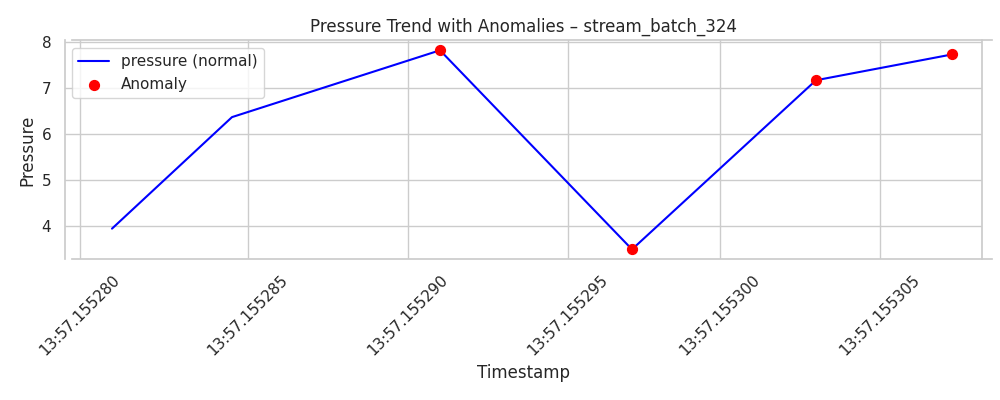 Pressure Trend with Anomalies – stream_batch_324
pressure (normal)
Anomaly
Pressure
8
7
6
5
4
13:57.155280
13:57.155285
13:57.155290
13:57.155295
13:57.155300
13:57.155305
Timestamp